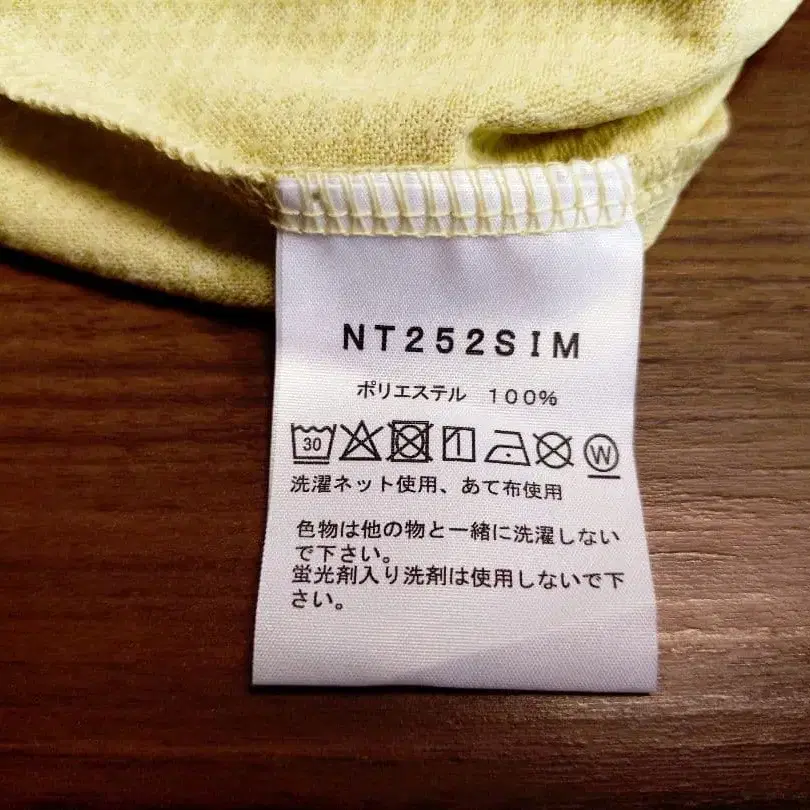 NT252SIM
ポリエステル 100%
30 W
洗濯ネット使用、あて布使用
色物は他の物と一緒に洗濯しない
で下さい。
蛍光剤入り洗剤は使用しないで下
さい。